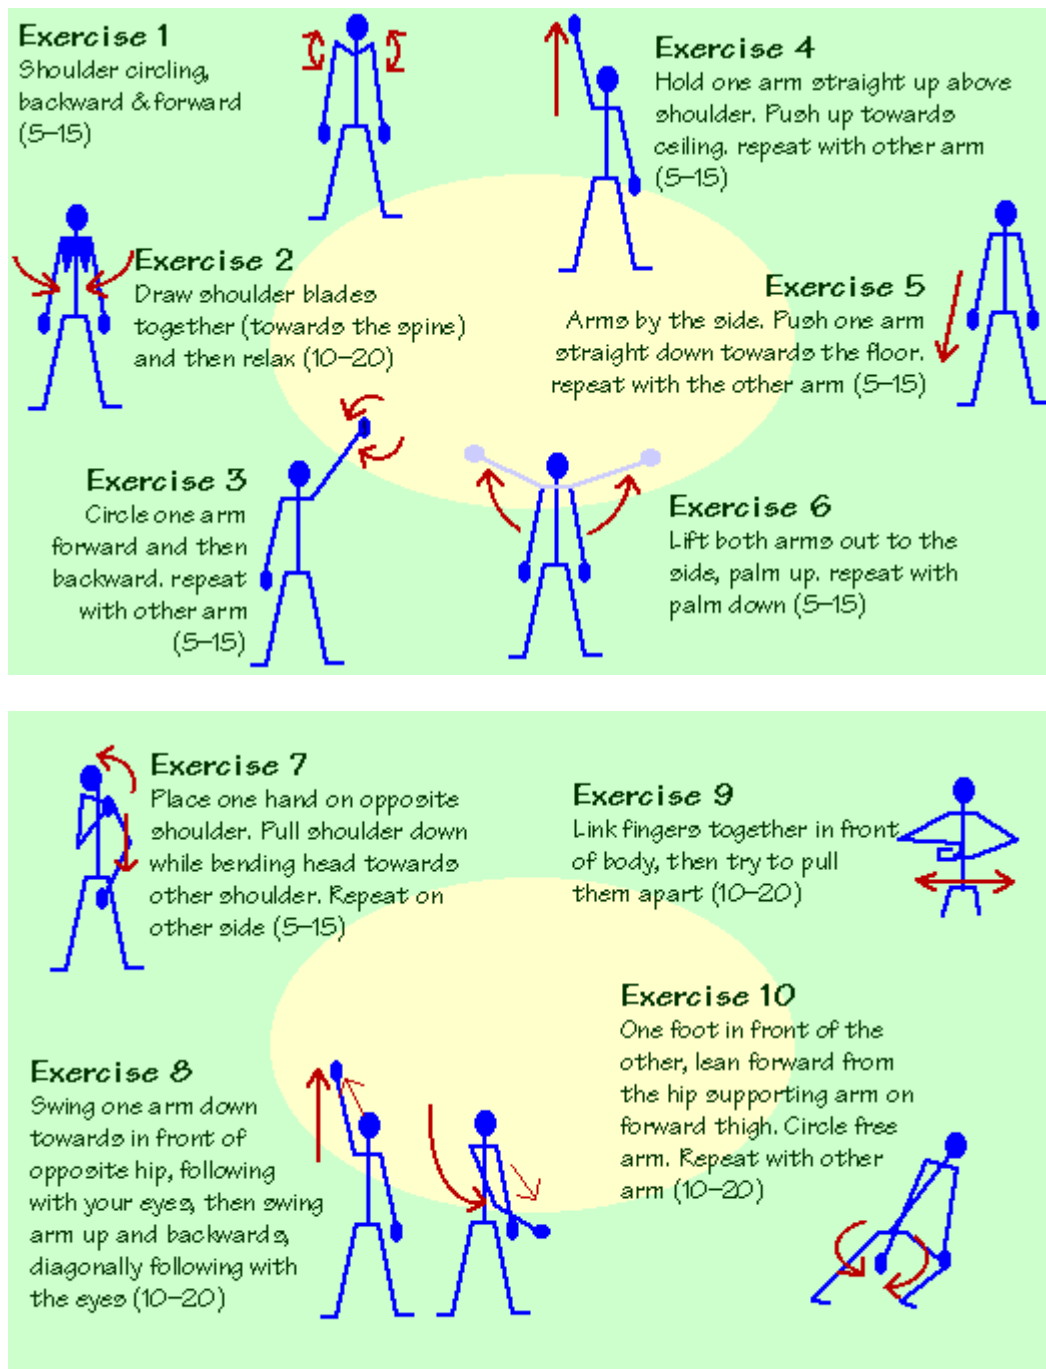 Exercise 1
Shoulder circling,
backward & forward
(5-15)
Exercise 2
Draw shoulder blades
together (towards the spine)
and then relax (10-20)
Exercise 3
Circle one arm
forward and then
backward. repeat
with other arm
(5-15)
Exercise 4
Hold one arm straight up above
shoulder. Push up towards
ceiling. repeat with other arm
(5-15)
Exercise 5
Arms by the side. Push one arm
straight down towards the floor.
repeat with the other arm (5-15)
Exercise 6
Lift both arms out to the
side, palm up. repeat with
palm down (5-15)
Exercise 7
Place one hand on opposite
shoulder. Pull shoulder down
while bending head towards
other shoulder. Repeat on
other side (5-15)
Exercise 8
Swing one arm down
towards in front of
opposite hip, following
with your eyes, then swing
arm up and backwards,
diagonally following with
the eyes (10-20)
Exercise 9
Link fingers together in front
of body, then try to pull
them apart (10-20)
Exercise 10
One foot in front of the
other, lean forward from
the hip supporting arm on
forward thigh. Circle free
arm. Repeat with other
arm (10-20)